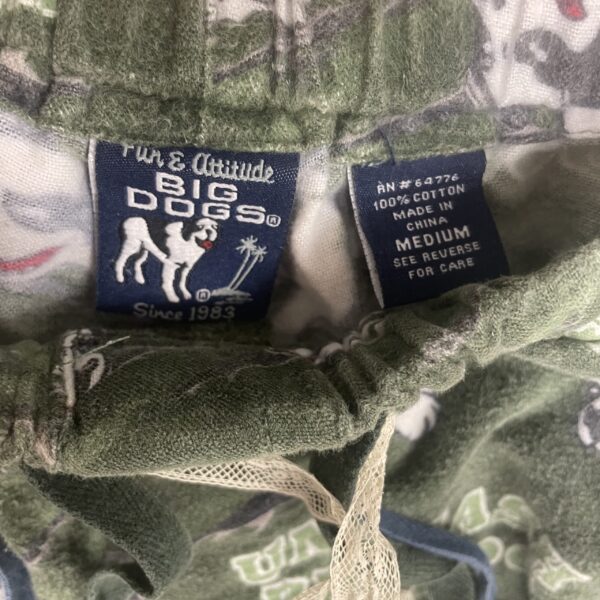 Fun & Attitude
BIG
DOGS®
®
Since 1983
RN # 64776
100% COTTON
MADE IN
CHINA
MEDIUM
SEE REVERSE
FOR CARE